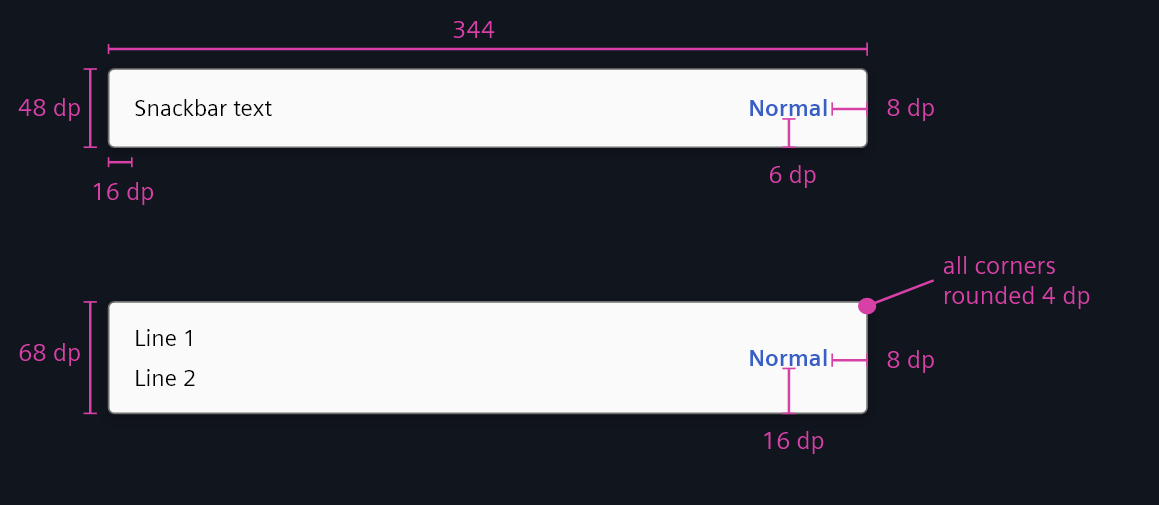 344
48 dp
Snackbar text
Normal
8 dp
6 dp
16 dp
all corners
rounded 4 dp
68 dp
Line 1
Line 2
Normal
8 dp
16 dp